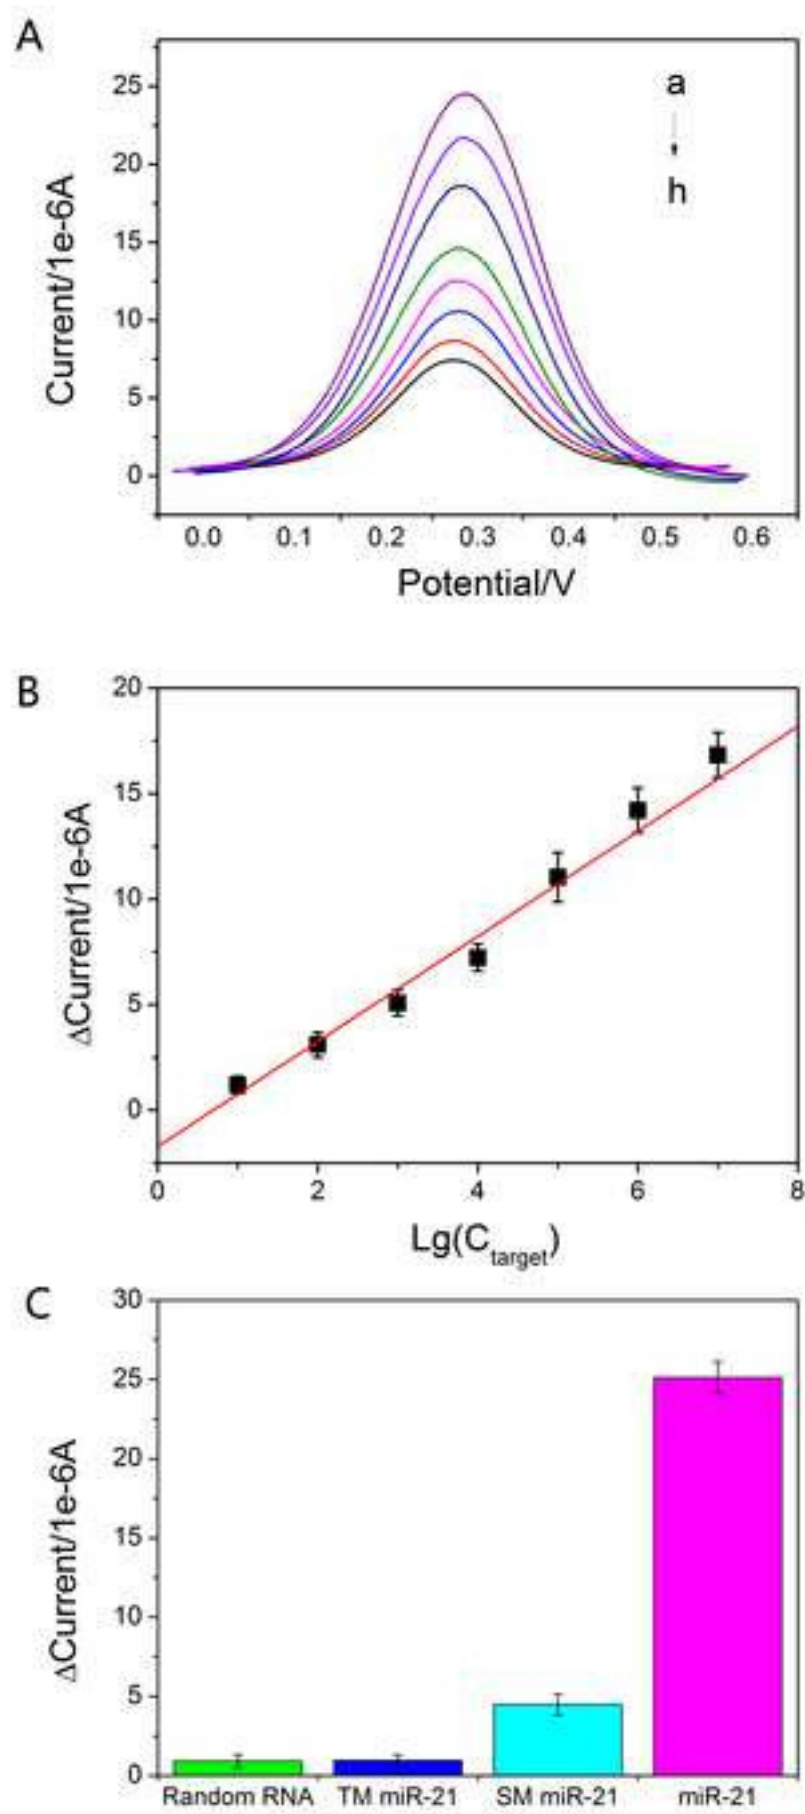 A
25
20
15
10
5
0
Current/1e-6A
a
h
0.0 0.1 0.2 0.3 0.4 0.5 0.6
Potential/V
B
20
15
10
5
0
ΔCurrent/1e-6A
0 2 4 6 8
Lg(C_target)
C
30
25
20
15
10
5
0
ΔCurrent/1e-6A
Random RNA TM miR-21 SM miR-21 miR-21